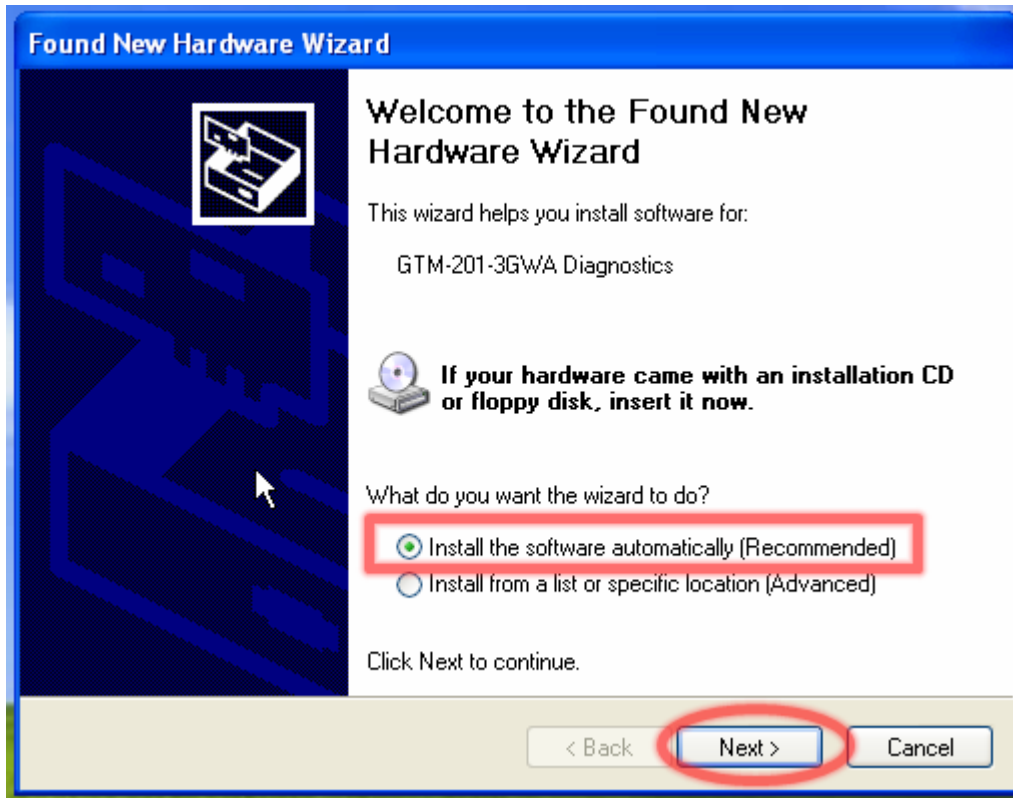 Found New Hardware Wizard
Welcome to the Found New
Hardware Wizard
This wizard helps you install software for:
GTM-201-3GWA Diagnostics
If your hardware came with an installation CD
or floppy disk, insert it now.
What do you want the wizard to do?
Install the software automatically (Recommended)
Install from a list or specific location (Advanced)
Click Next to continue.
< Back Next > Cancel